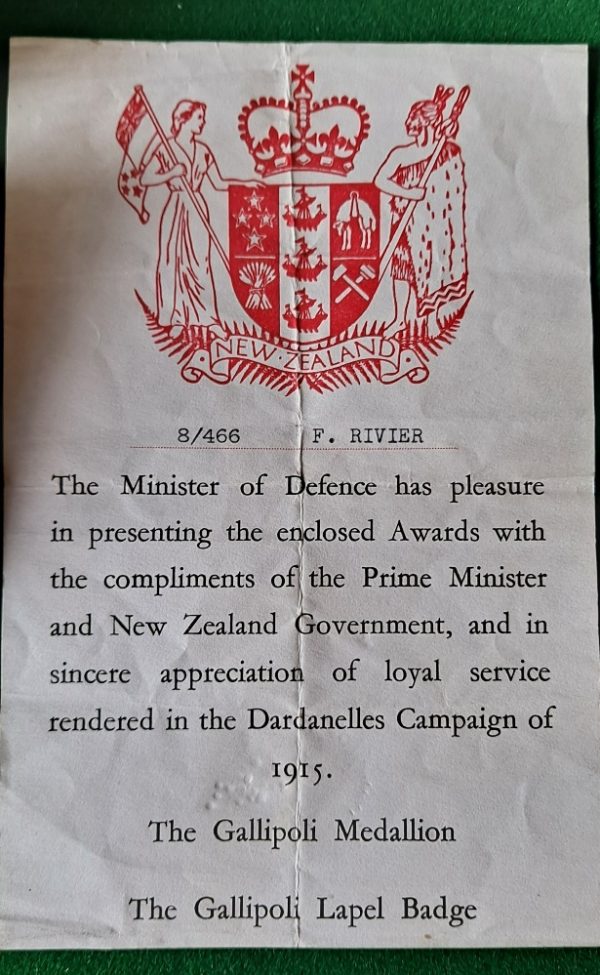 NEW·ZEALAND
8/466 F. RIVIER
The Minister of Defence has pleasure
in presenting the enclosed Awards with
the compliments of the Prime Minister
and New Zealand Government, and in
sincere appreciation of loyal service
rendered in the Dardanelles Campaign of
1915.
The Gallipoli Medallion
The Gallipoli Lapel Badge